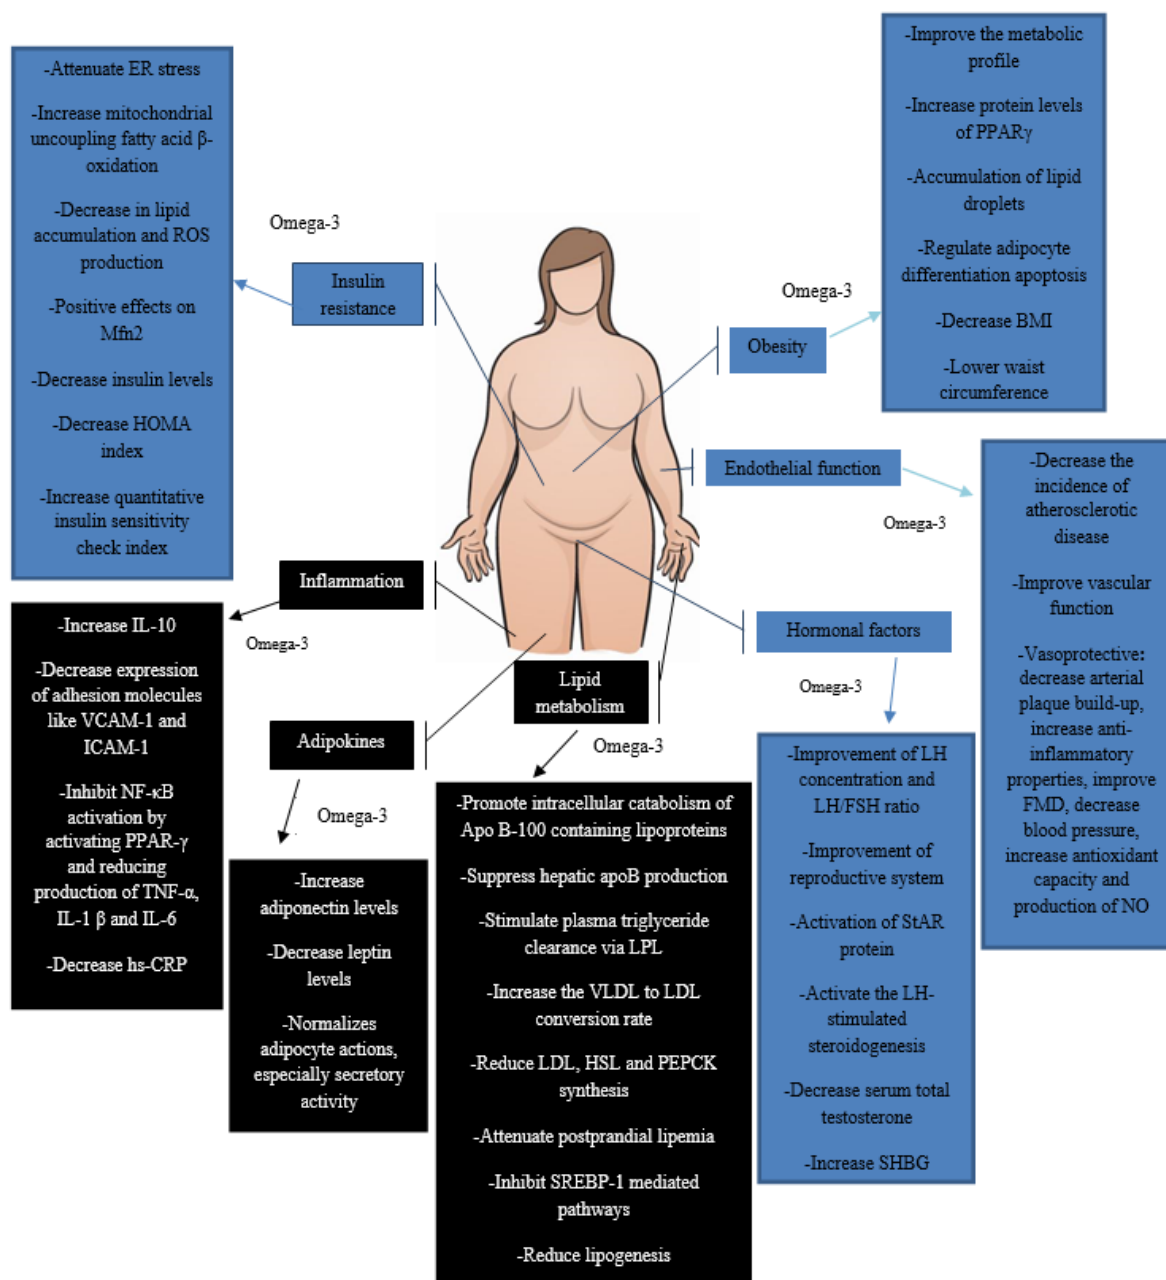 -Attenuate ER stress
-Increase mitochondrial
uncoupling fatty acid β-
oxidation
-Decrease in lipid
accumulation and ROS
production
-Positive effects on
Mfn2
-Decrease insulin levels
-Decrease HOMA
index
-Increase quantitative
insulin sensitivity
check index
Omega-3
Insulin
resistance
-Improve the metabolic
profile
-Increase protein levels
of PPARγ
-Accumulation of lipid
droplets
-Regulate adipocyte
differentiation apoptosis
-Decrease BMI
-Lower waist
circumference
Omega-3
Obesity
Endothelial function
Omega-3
-Decrease the
incidence of
atherosclerotic
disease
-Improve vascular
function
-Vasoprotective:
decrease arterial
plaque build-up,
increase anti-
inflammatory
properties, improve
FMD, decrease
blood pressure,
increase antioxidant
capacity and
production of NO
Inflammation
Omega-3
-Increase IL-10
-Decrease expression
of adhesion molecules
like VCAM-1 and
ICAM-1
-Inhibit NF-κB
activation by
activating PPAR-γ
and reducing
production of TNF-α,
IL-1 β and IL-6
-Decrease hs-CRP
Adipokines
Omega-3
-Increase
adiponectin levels
-Decrease leptin
levels
-Normalizes
adipocyte actions,
especially secretory
activity
Lipid
metabolism
Omega-3
-Promote intracellular catabolism of
Apo B-100 containing lipoproteins
-Suppress hepatic apoB production
-Stimulate plasma triglyceride
clearance via LPL
-Increase the VLDL to LDL
conversion rate
-Reduce LDL, HSL and PEPCK
synthesis
-Attenuate postprandial lipemia
-Inhibit SREBP-1 mediated
pathways
-Reduce lipogenesis
Hormonal factors
Omega-3
-Improvement of LH
concentration and
LH/FSH ratio
-Improvement of
reproductive system
-Activation of StAR
protein
-Activate the LH-
stimulated
steroidogenesis
-Decrease serum total
testosterone
-Increase SHBG